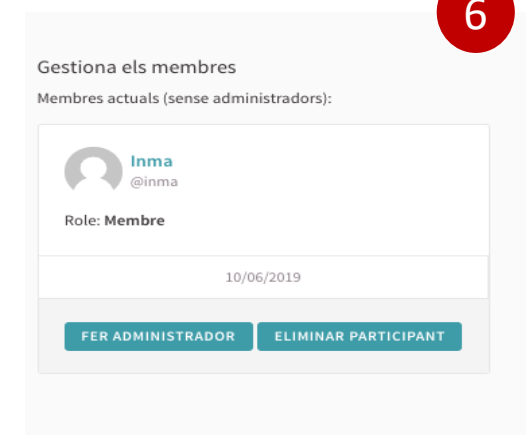 6
Gestiona els membres
Membres actuals (sense administradors):
Inma
@inma
Role: Membre
10/06/2019
FER ADMINISTRADOR ELIMINAR PARTICIPANT